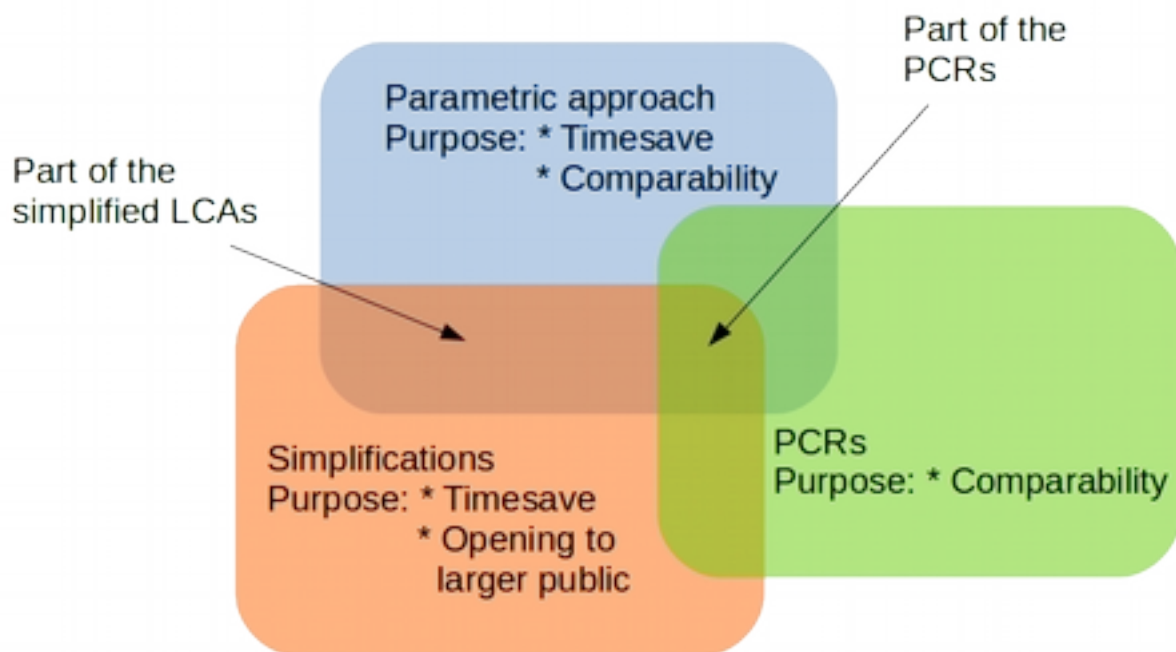 Part of the
PCRs
Parametric approach
Purpose: * Timesave
* Comparability
Part of the
simplified LCAs
Simplifications
Purpose: * Timesave
* Opening to
larger public
PCRs
Purpose: * Comparability